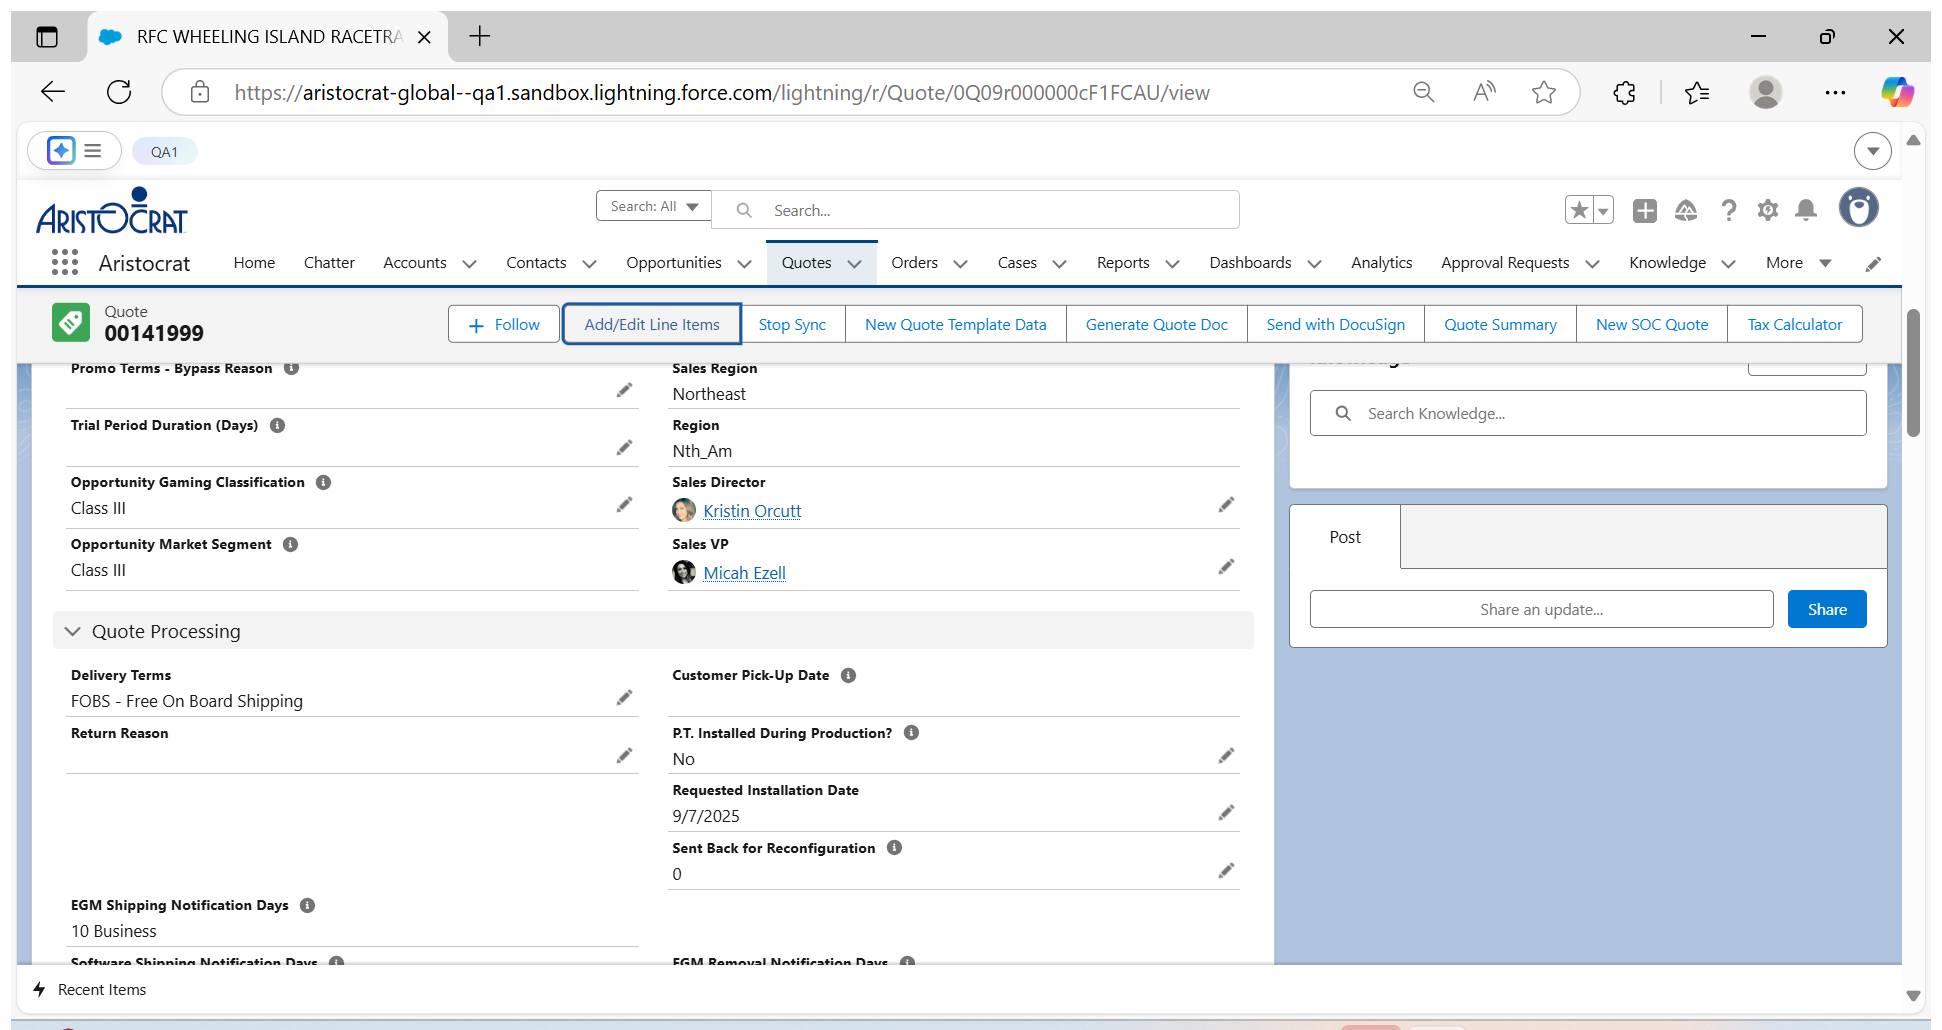 RFC WHEELING ISLAND RACETRA
https://aristocrat-global--qa1.sandbox.lightning.force.com/lightning/r/Quote/0Q09r000000cF1FCAU/view
QA1
ARISTOCRAT
Search: All
Search...
Aristocrat
Home
Chatter
Accounts
Contacts
Opportunities
Quotes
Orders
Cases
Reports
Dashboards
Analytics
Approval Requests
Knowledge
More
Quote
00141999
Follow
Add/Edit Line Items
Stop Sync
New Quote Template Data
Generate Quote Doc
Send with DocuSign
Quote Summary
New SOC Quote
Tax Calculator
Promo Terms - Bypass Reason
Sales Region
Northeast
Trial Period Duration (Days)
Region
Nth_Am
Opportunity Gaming Classification
Class III
Sales Director
Kristin Orcutt
Opportunity Market Segment
Class III
Sales VP
Micah Ezell
Quote Processing
Delivery Terms
FOBS - Free On Board Shipping
Customer Pick-Up Date
Return Reason
P.T. Installed During Production?
No
Requested Installation Date
9/7/2025
Sent Back for Reconfiguration
0
EGM Shipping Notification Days
10 Business
Software Shipping Notification Days
EGM Removal Notification Days
Search Knowledge...
Post
Share an update...
Share
Recent Items